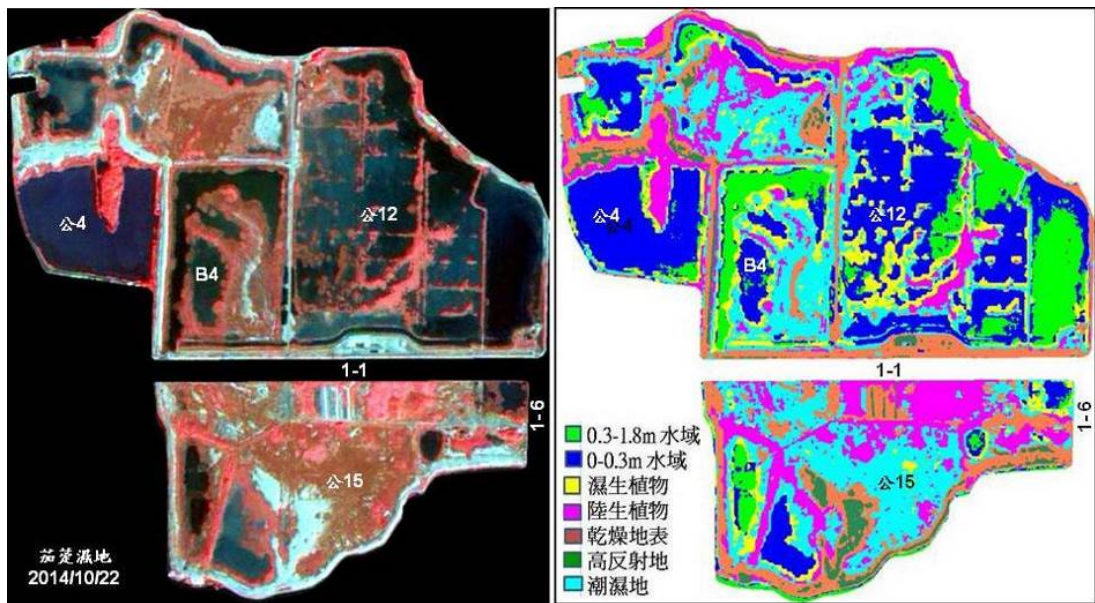 公4
公12
B4
1-1
1-6
公15
茄萣濕地
2014/10/22
公4
公12
B4
1-1
1-6
公15
0.3-1.8m 水域
0-0.3m 水域
濕生植物
陸生植物
乾燥地表
高反射地
潮濕地